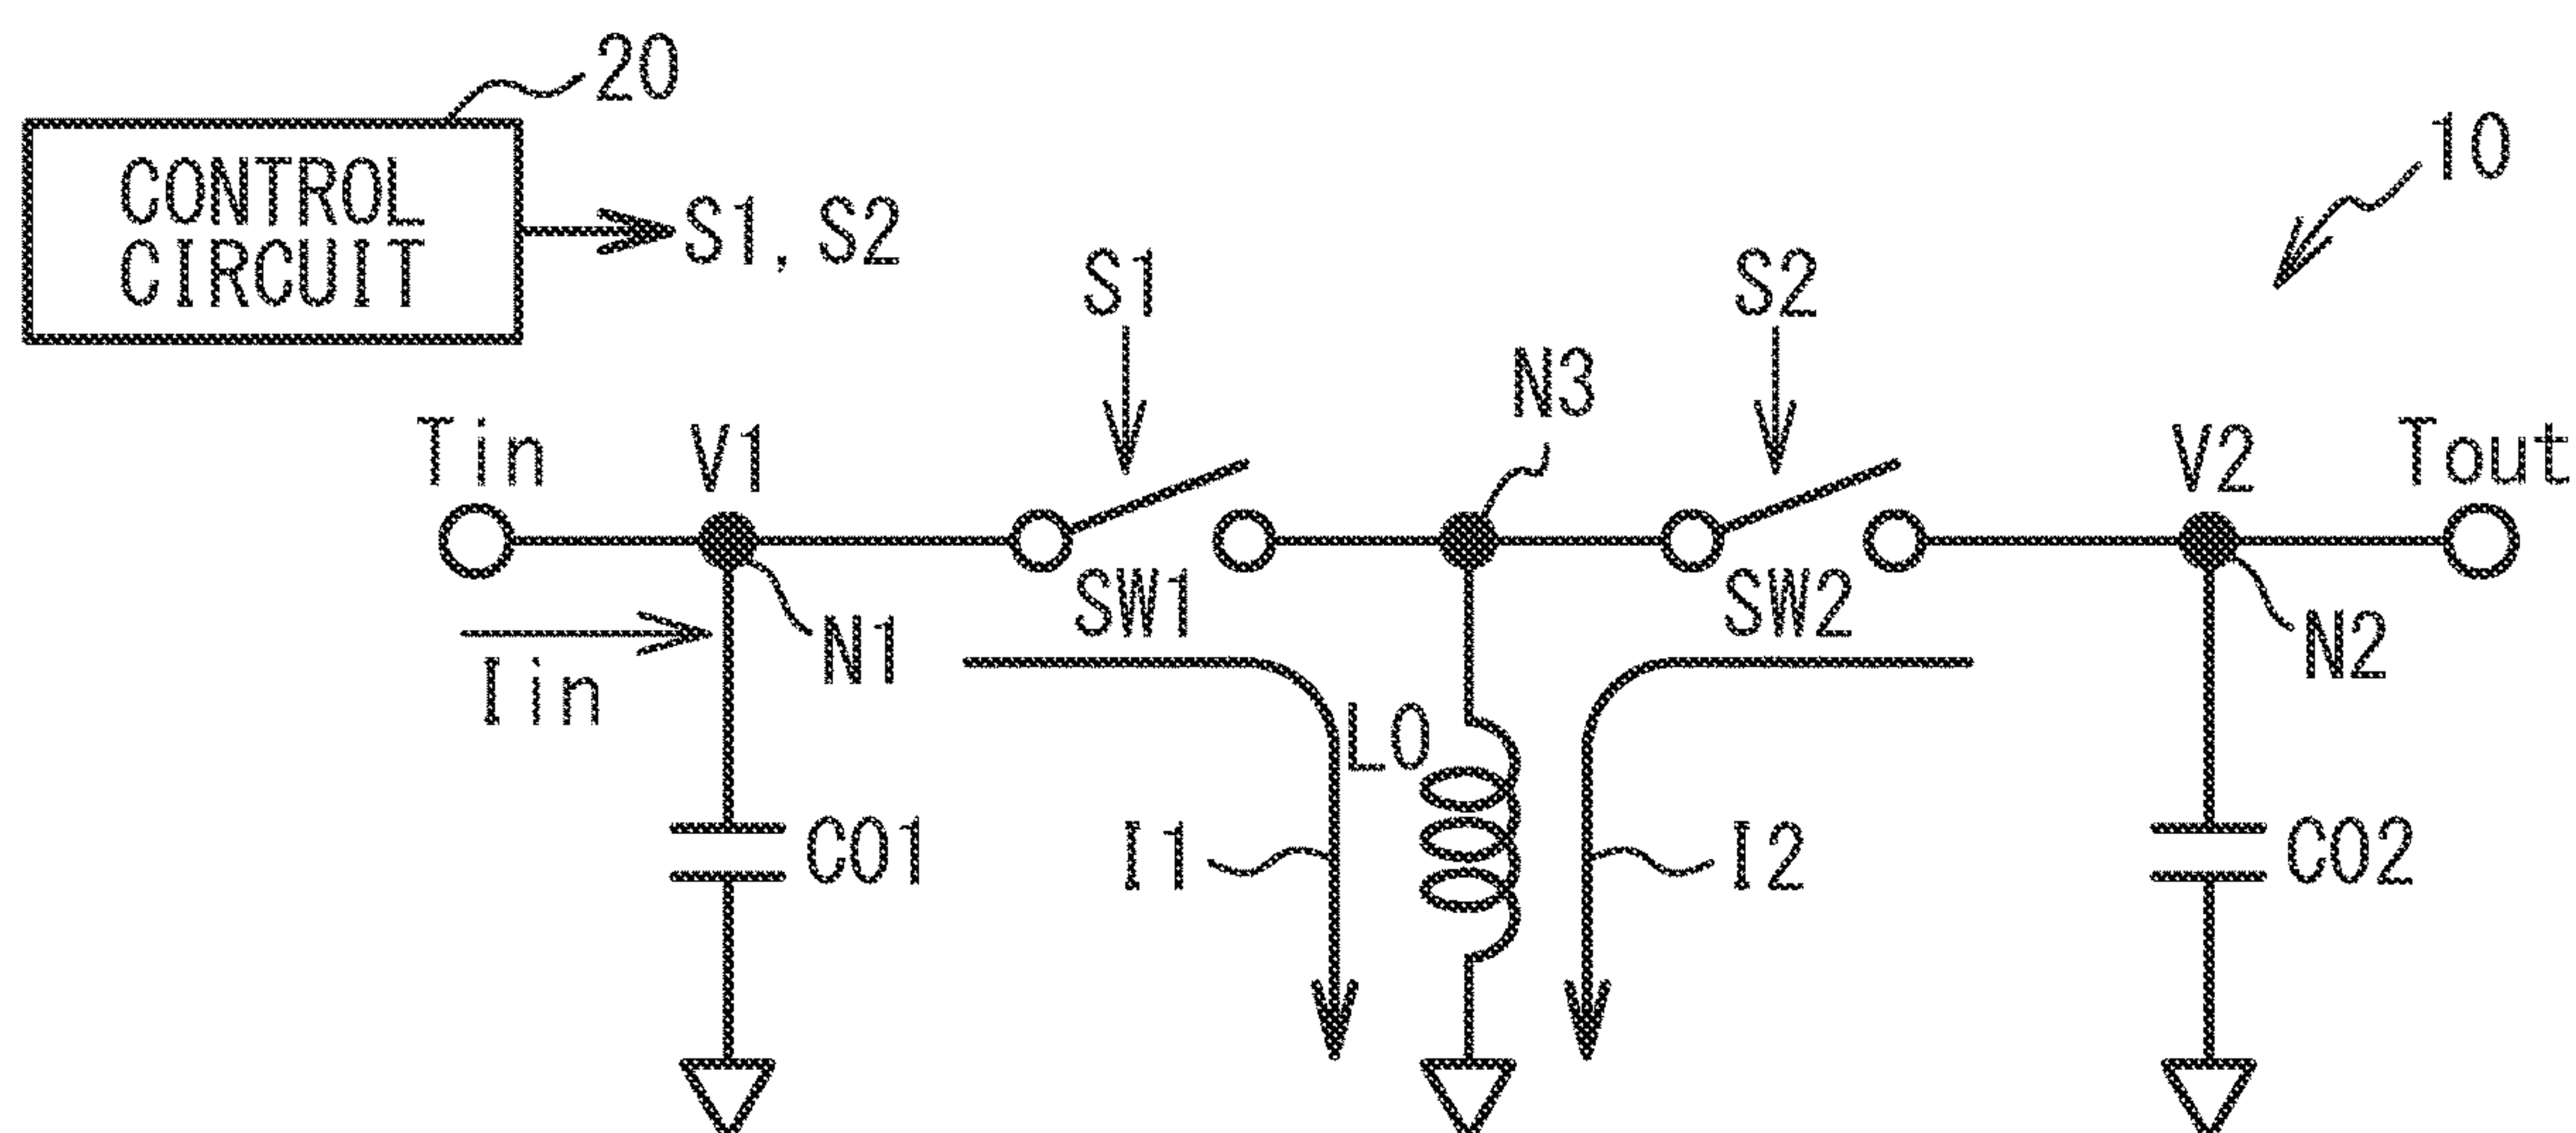 20
10
CONTROL
CIRCUIT
S1, S2
S1
S2
N3
Tin
V1
V2
Tout
SW1
SW2
N1
N2
Iin
L0
C01
I1
I2
C02